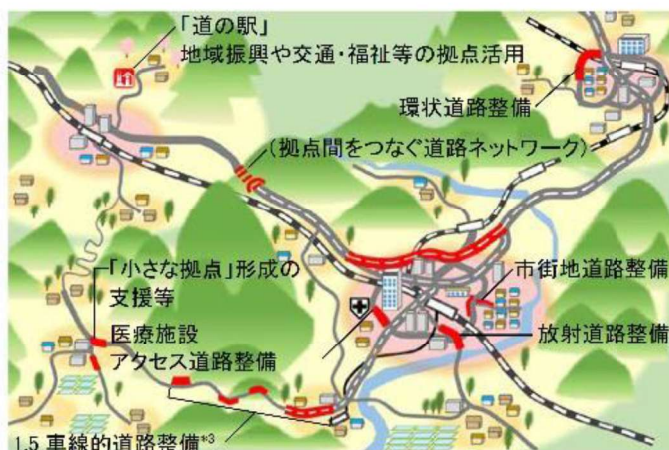 「道の駅」
地域振興や交通・福祉等の拠点活用
環状道路整備
(拠点間をつなぐ道路ネットワーク)
「小さな拠点」形成の
支援等
市街地道路整備
医療施設
アクセス道路整備
放射道路整備
1.5 車線的道路整備*3